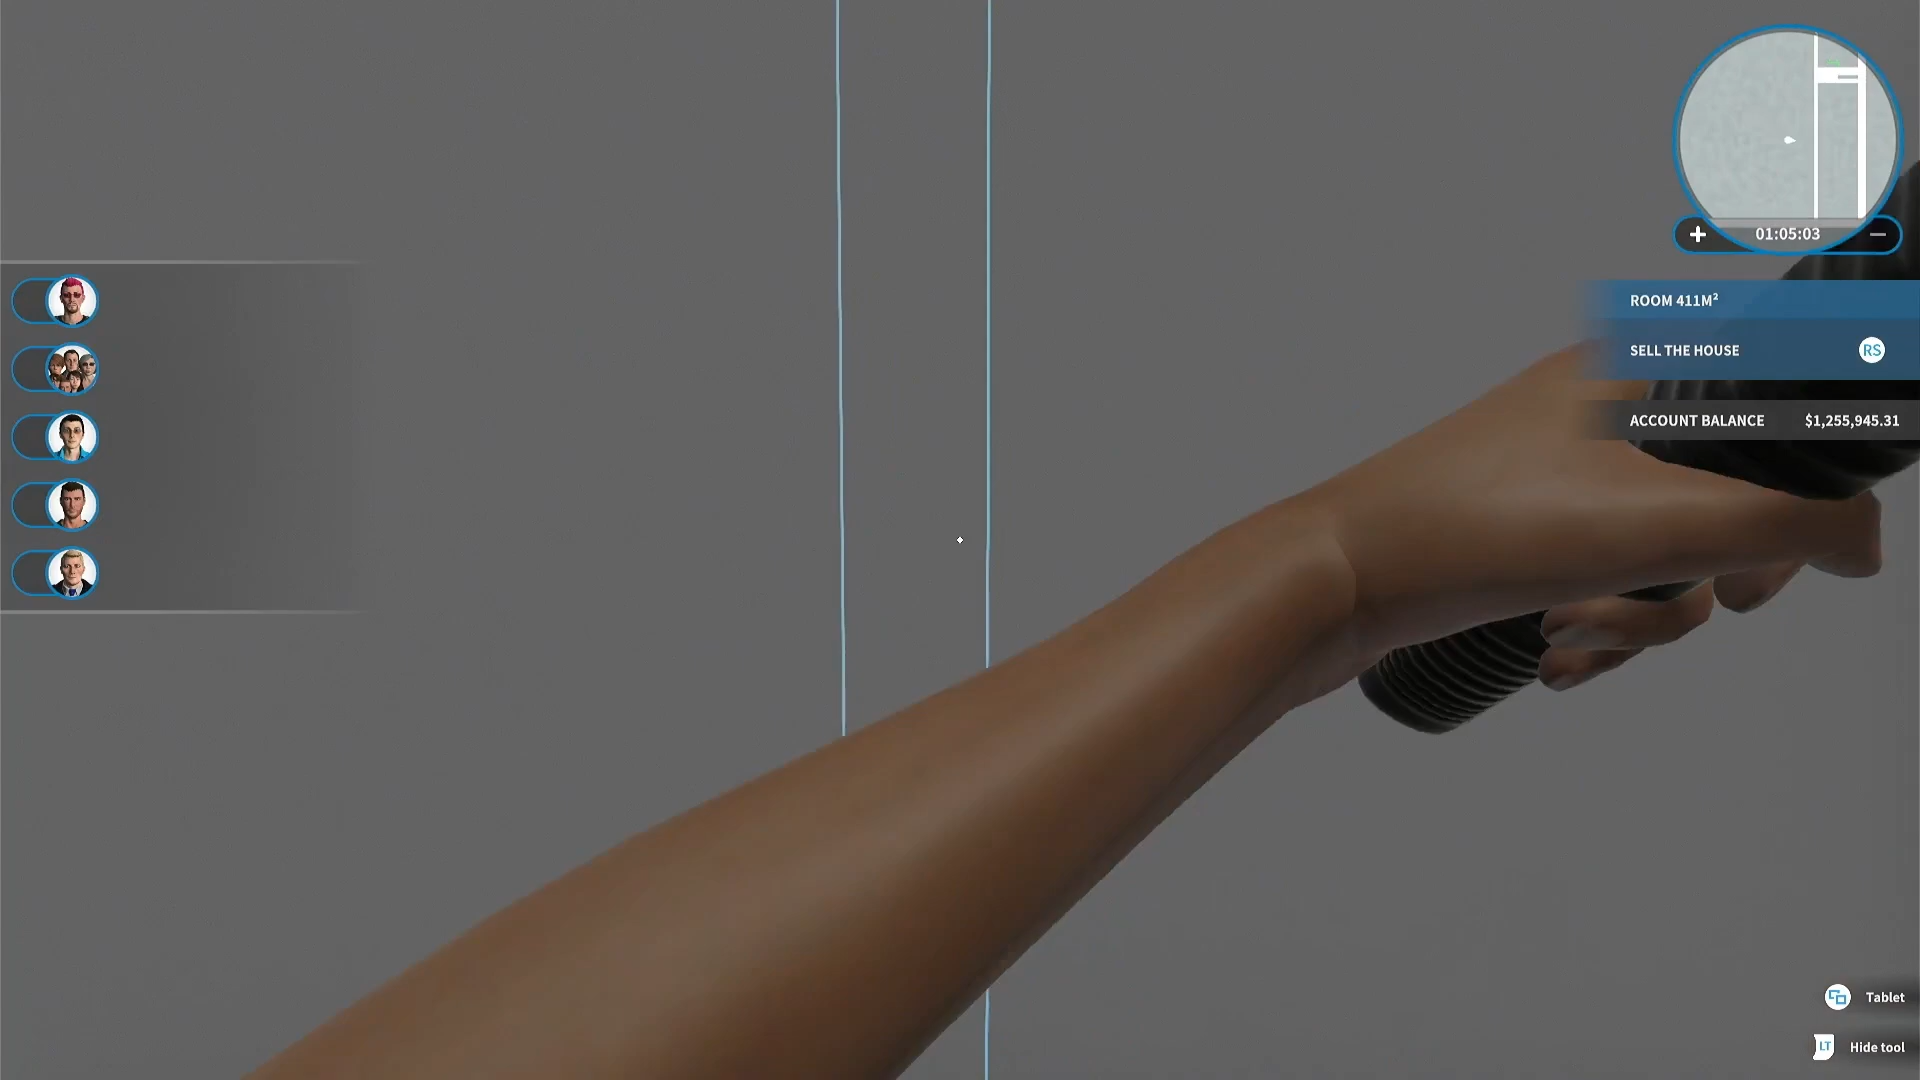 01:05:03
ROOM 411M²
SELL THE HOUSE RS
ACCOUNT BALANCE $1,255,945.31
Tablet
LT Hide tool